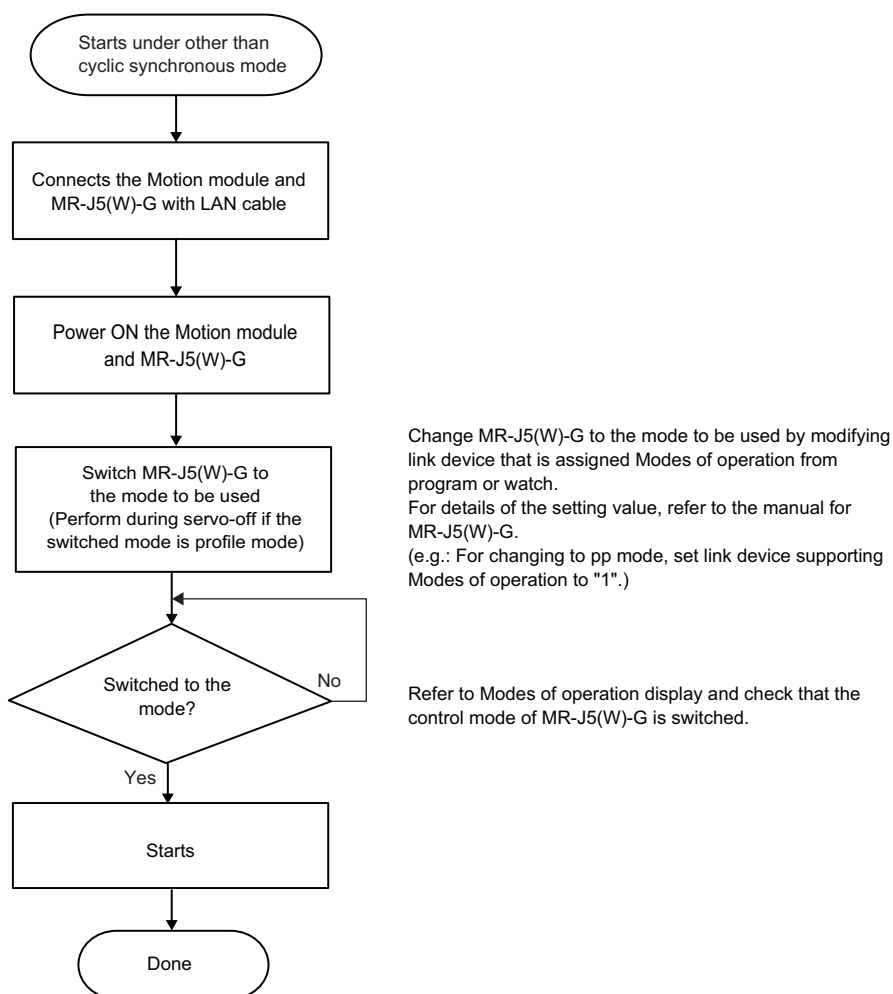 Starts under other than
cyclic synchronous mode
Connects the Motion module and
MR-J5(W)-G with LAN cable
Power ON the Motion module
and MR-J5(W)-G
Switch MR-J5(W)-G to
the mode to be used
(Perform during servo-off if the
switched mode is profile mode)
Change MR-J5(W)-G to the mode to be used by modifying
link device that is assigned Modes of operation from
program or watch.
For details of the setting value, refer to the manual for
MR-J5(W)-G.
(e.g.: For changing to pp mode, set link device supporting
Modes of operation to "1".)
Switched to the
mode?
No
Refer to Modes of operation display and check that the
control mode of MR-J5(W)-G is switched.
Yes
Starts
Done